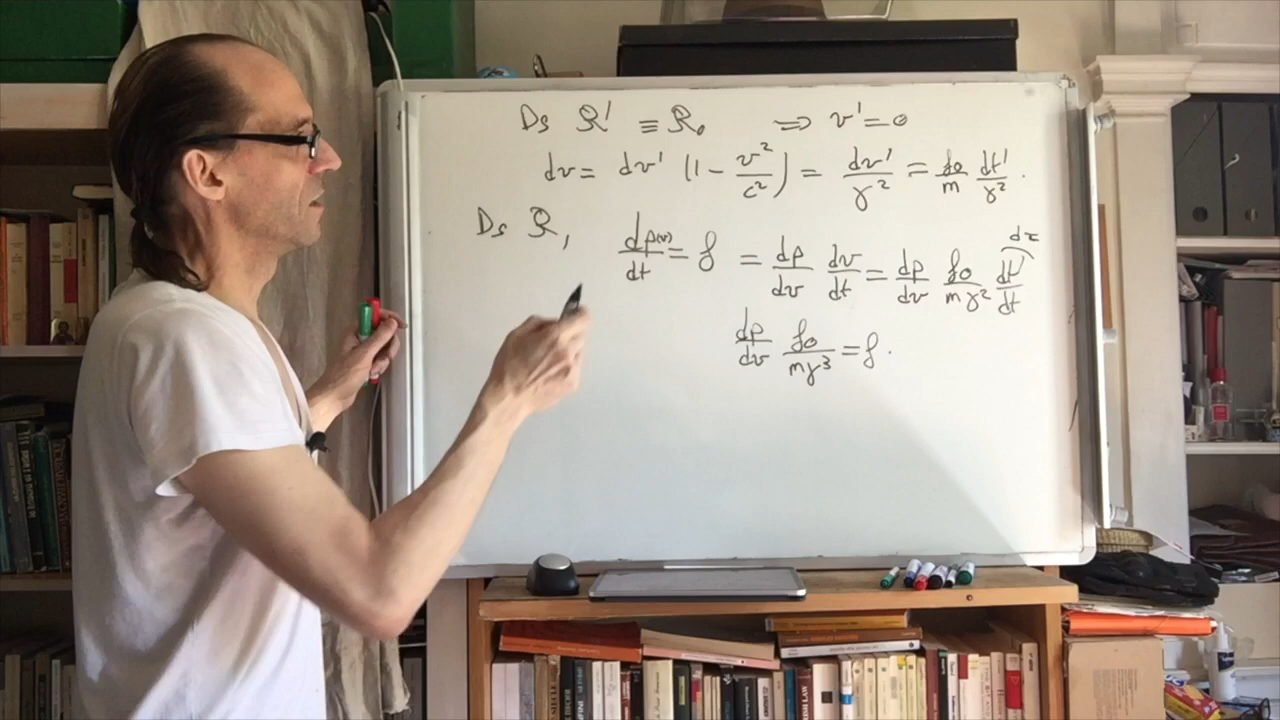 Ds ℛ' ≡ ℛ₀ ⇒ v' = 0
dv = dv' (1 - v²/c²) = dv'/γ² = f₀/m dt'/γ².
Ds ℛ, dp(v)/dt = f = dp/dv dv/dt = dp/dv f₀/mγ² dt'/dt
dτ
dp/dv f₀/mγ³ = f.